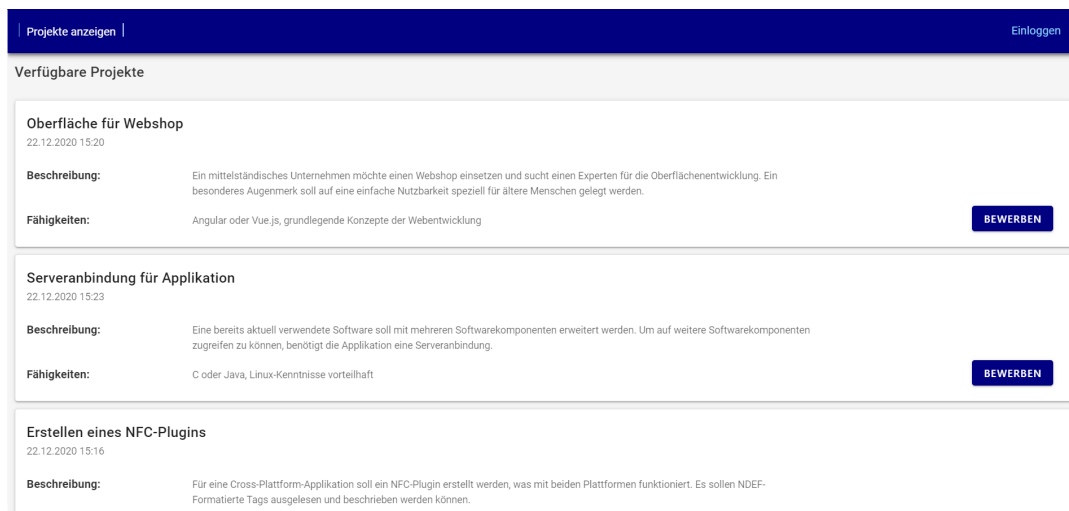 Projekte anzeigen
Einloggen
Verfügbare Projekte
Oberfläche für Webshop
22.12.2020 15:20
Beschreibung:
Ein mittelständisches Unternehmen möchte einen Webshop einsetzen und sucht einen Experten für die Oberflächenentwicklung. Ein
besonderes Augenmerk soll auf eine einfache Nutzbarkeit speziell für ältere Menschen gelegt werden.
Fähigkeiten:
Angular oder Vue.js, grundlegende Konzepte der Webentwicklung
BEWERBEN
Serveranbindung für Applikation
22.12.2020 15:23
Beschreibung:
Eine bereits aktuell verwendete Software soll mit mehreren Softwarekomponenten erweitert werden. Um auf weitere Softwarekomponenten
zugreifen zu können, benötigt die Applikation eine Serveranbindung.
Fähigkeiten:
C oder Java, Linux-Kenntnisse vorteilhaft
BEWERBEN
Erstellen eines NFC-Plugins
22.12.2020 15:16
Beschreibung:
Für eine Cross-Plattform-Applikation soll ein NFC-Plugin erstellt werden, was mit beiden Plattformen funktioniert. Es sollen NDEF-
Formatierte Tags ausgelesen und beschrieben werden können.